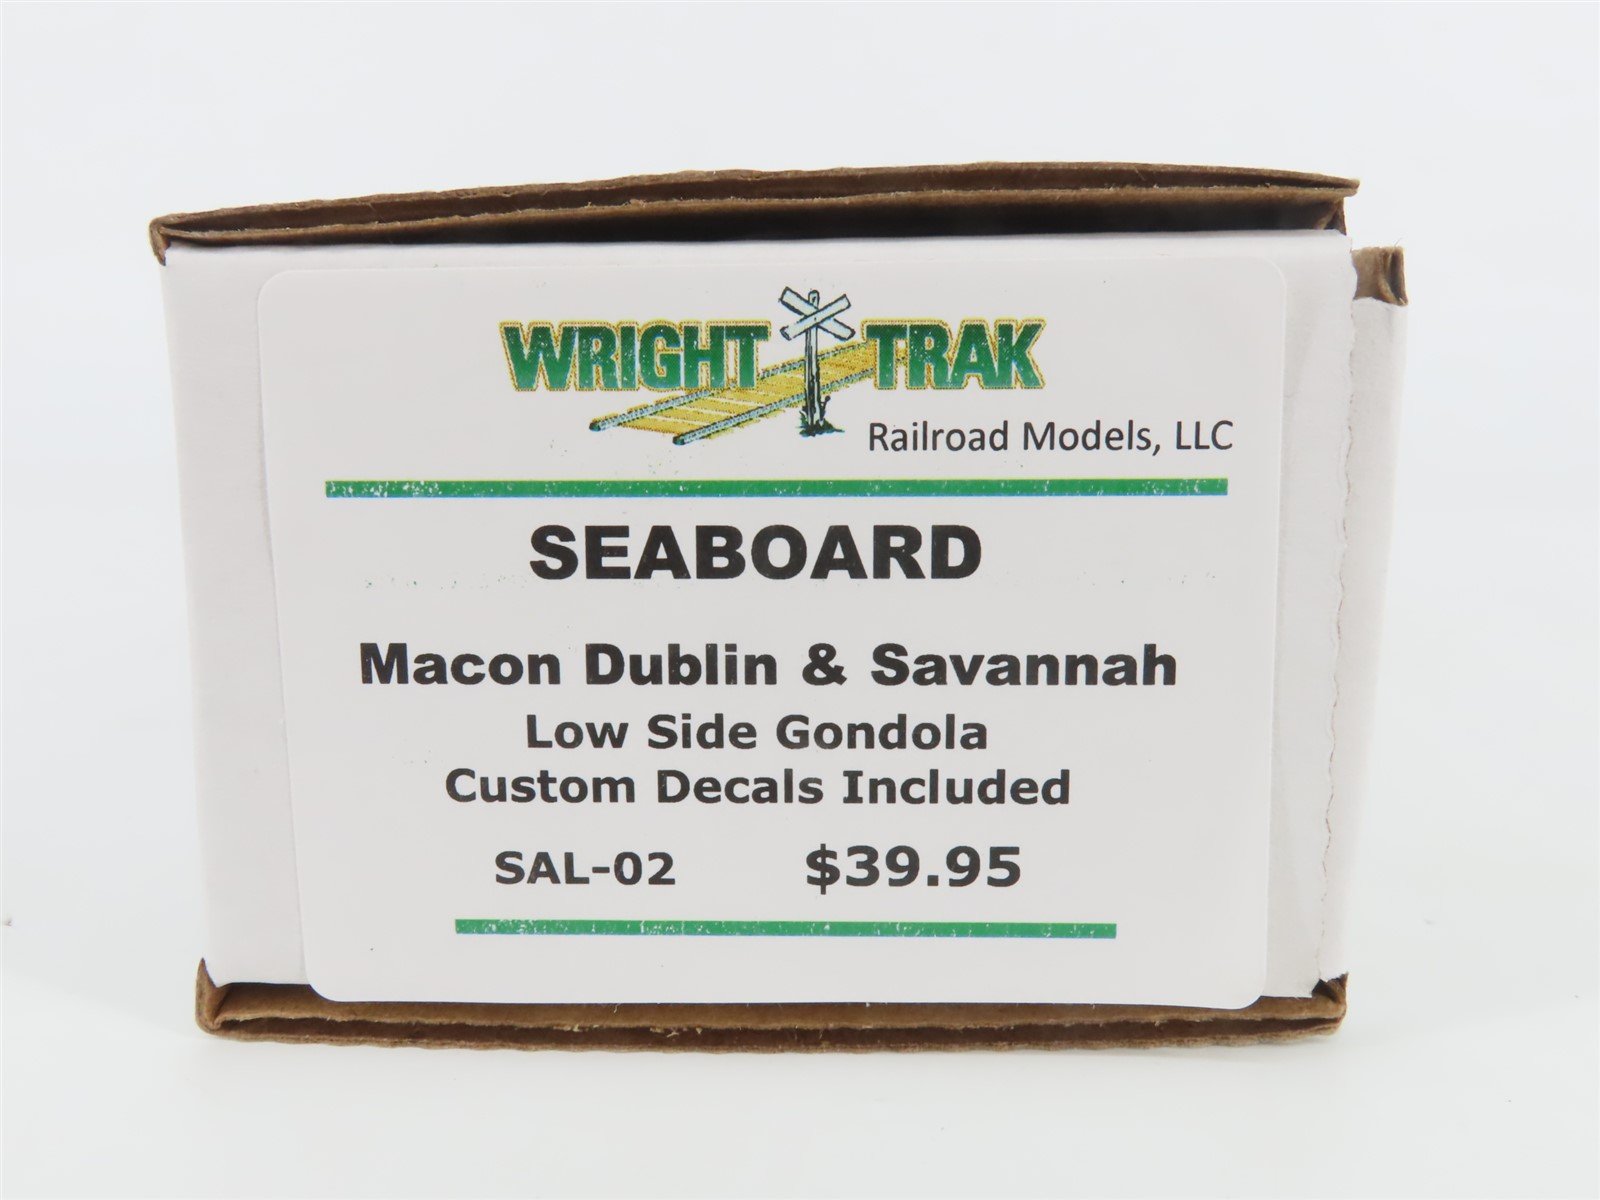 WRIGHT TRAK
Railroad Models, LLC
SEABOARD
Macon Dublin & Savannah
Low Side Gondola
Custom Decals Included
SAL-02 $39.95